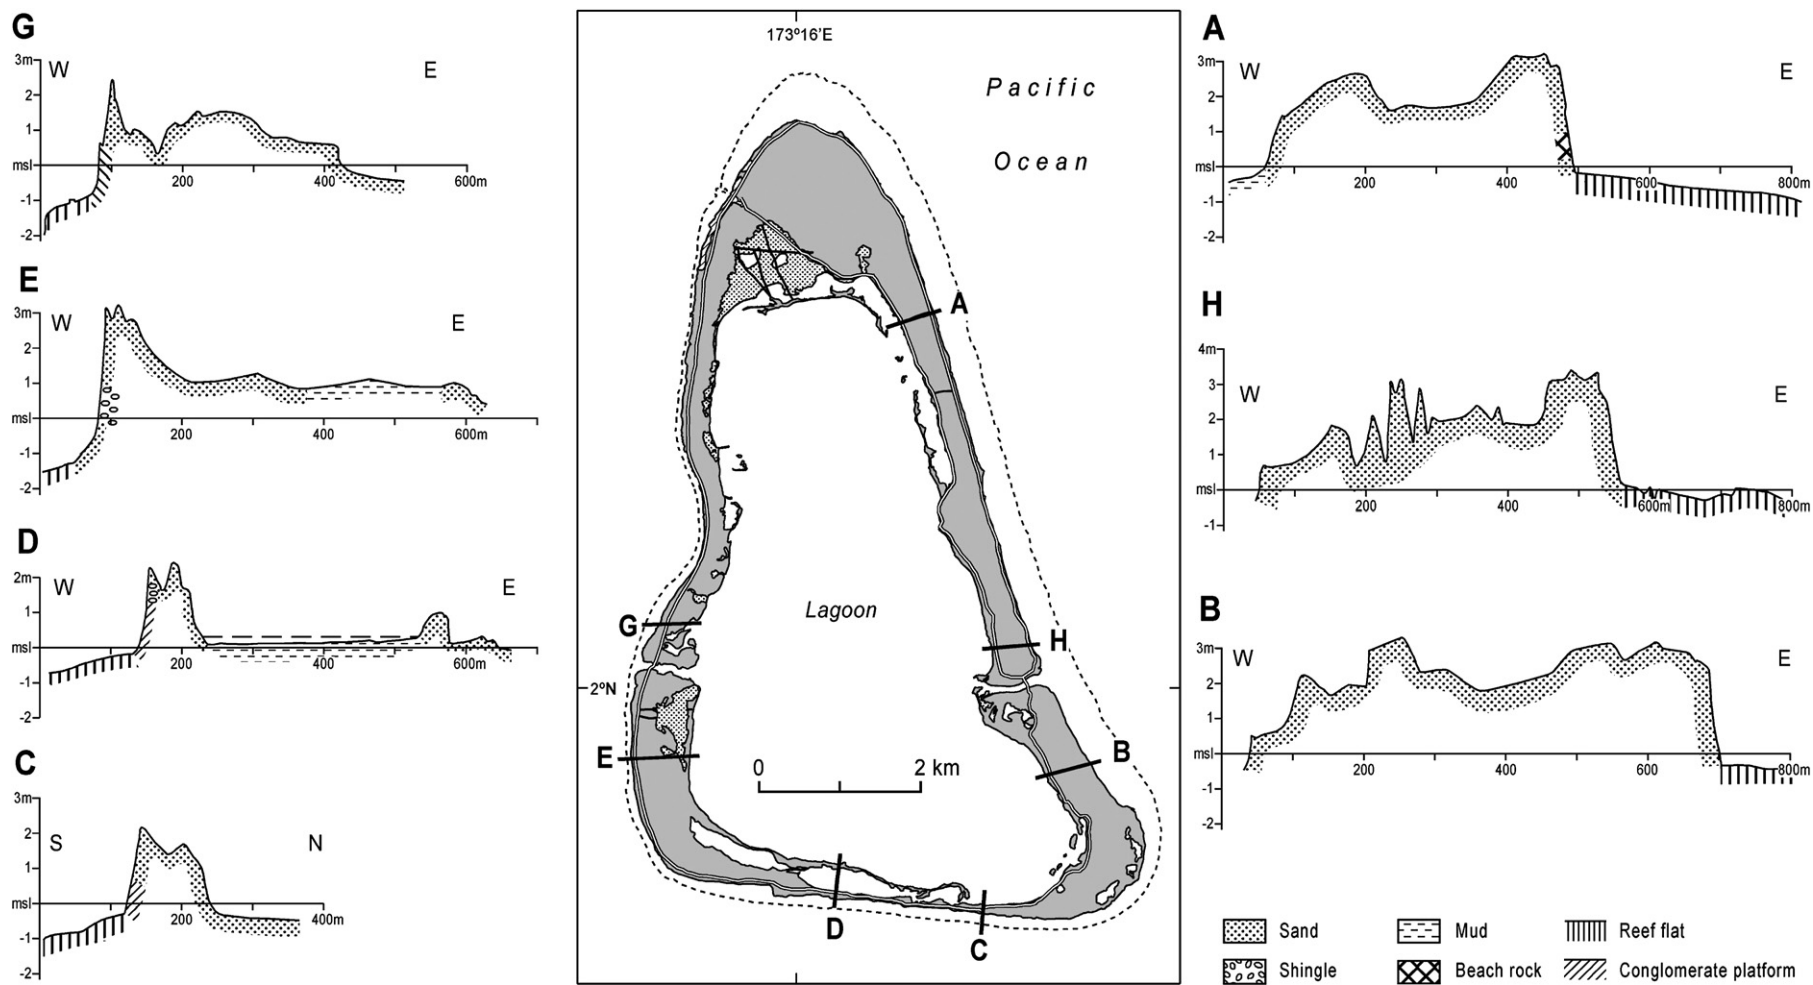 G
3m
W
E
2
1
msl
200
400
600m
-1
-2
E
3m
W
E
2
1
msl
200
400
600m
-1
-2
D
2m
W
E
1
msl
200
400
600m
-1
-2
C
3m
S
N
2
1
msl
200
400m
-1
-2
173°16'E
Pacific
Ocean
A
Lagoon
G
H
2°N
E
B
0
2 km
D
C
A
3m
W
E
2
1
msl
200
400
600
800m
-1
-2
H
4m
W
E
3
2
1
msl
200
400
600m
800m
-1
B
3m
W
E
2
1
msl
200
400
600
800m
-1
-2
Sand
Mud
Reef flat
Shingle
Beach rock
Conglomerate platform